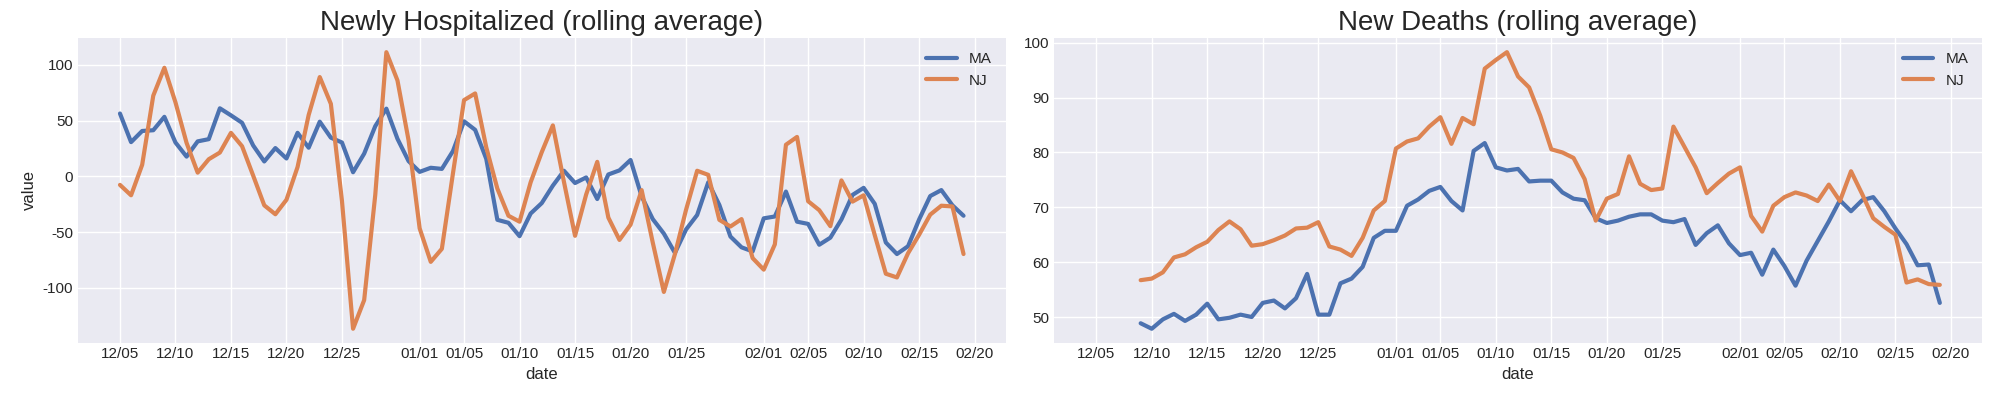 Newly Hospitalized (rolling average)
MA
NJ
100
50
0
-50
-100
value
12/05 12/10 12/15 12/20 12/25 01/01 01/05 01/10 01/15 01/20 01/25 02/01 02/05 02/10 02/15 02/20
date
New Deaths (rolling average)
MA
NJ
100
90
80
70
60
50
12/05 12/10 12/15 12/20 12/25 01/01 01/05 01/10 01/15 01/20 01/25 02/01 02/05 02/10 02/15 02/20
date